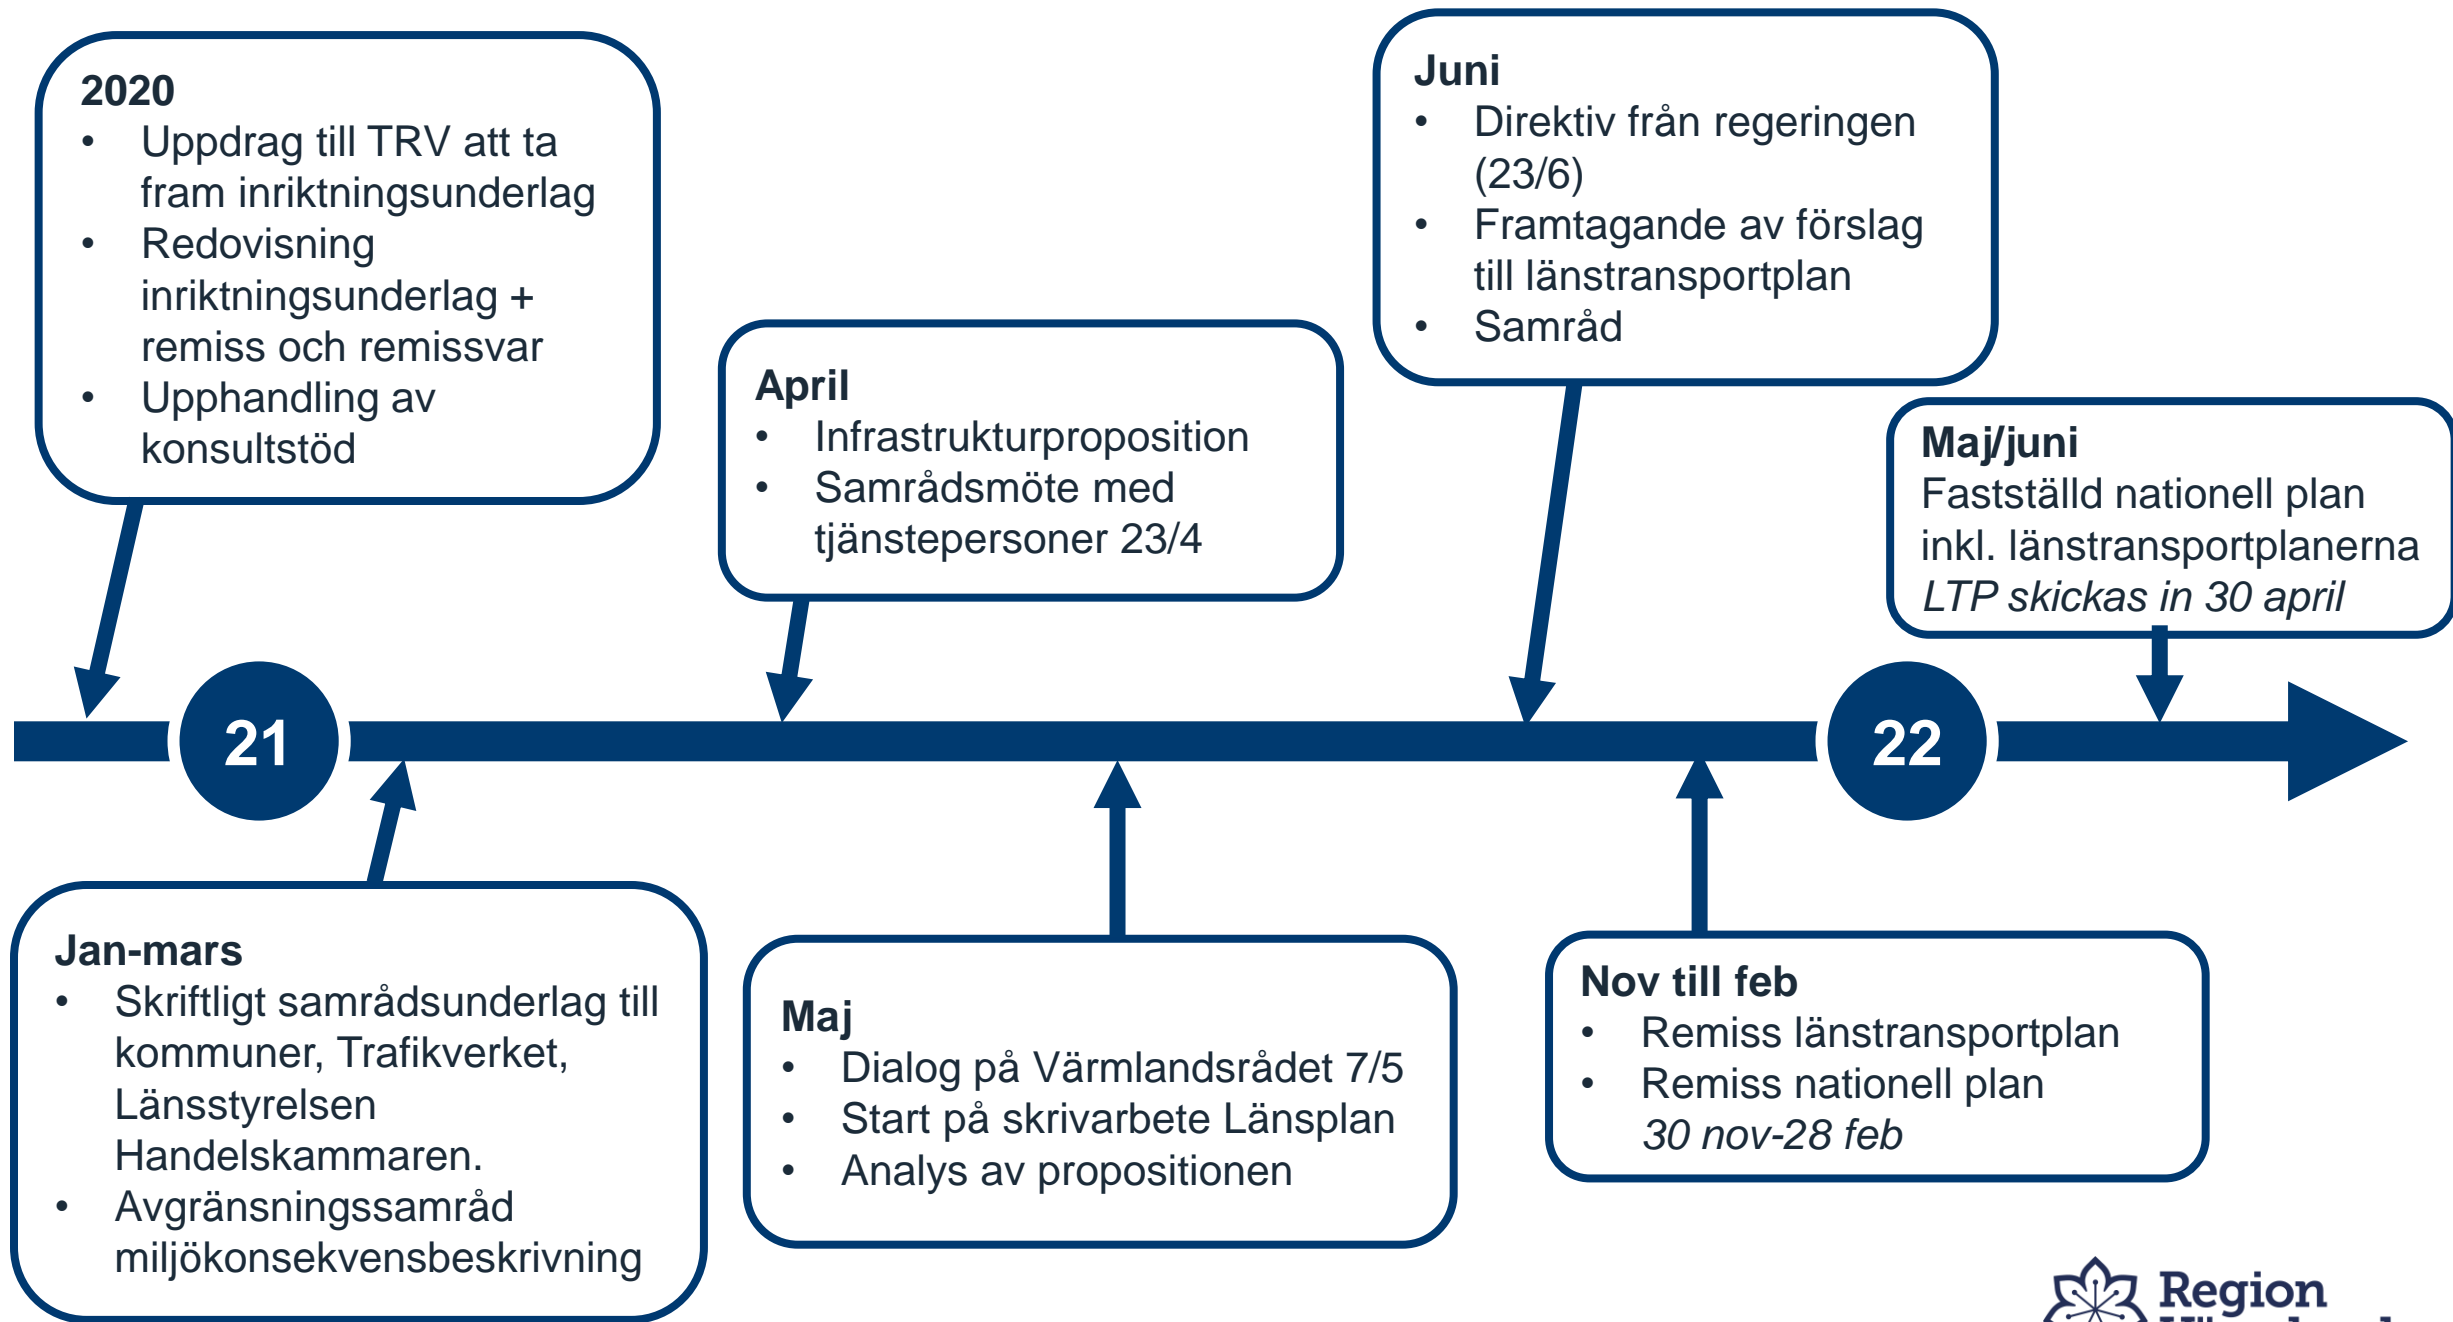 2020
• Uppdrag till TRV att ta
fram inriktningsunderlag
• Redovisning
inriktningsunderlag +
remiss och remissvar
• Upphandling av
konsultstöd
Juni
• Direktiv från regeringen
(23/6)
• Framtagande av förslag
till länstransportplan
• Samråd
April
• Infrastrukturproposition
• Samrådsmöte med
tjänstepersoner 23/4
Maj/juni
Fastställd nationell plan
inkl. länstransportplanerna
LTP skickas in 30 april
21
22
Jan-mars
• Skriftligt samrådsunderlag till
kommuner, Trafikverket,
Länsstyrelsen
Handelskammaren.
• Avgränsningssamråd
miljökonsekvensbeskrivning
Maj
• Dialog på Värmlandsrådet 7/5
• Start på skrivarbete Länsplan
• Analys av propositionen
Nov till feb
• Remiss länstransportplan
• Remiss nationell plan
30 nov-28 feb
Region